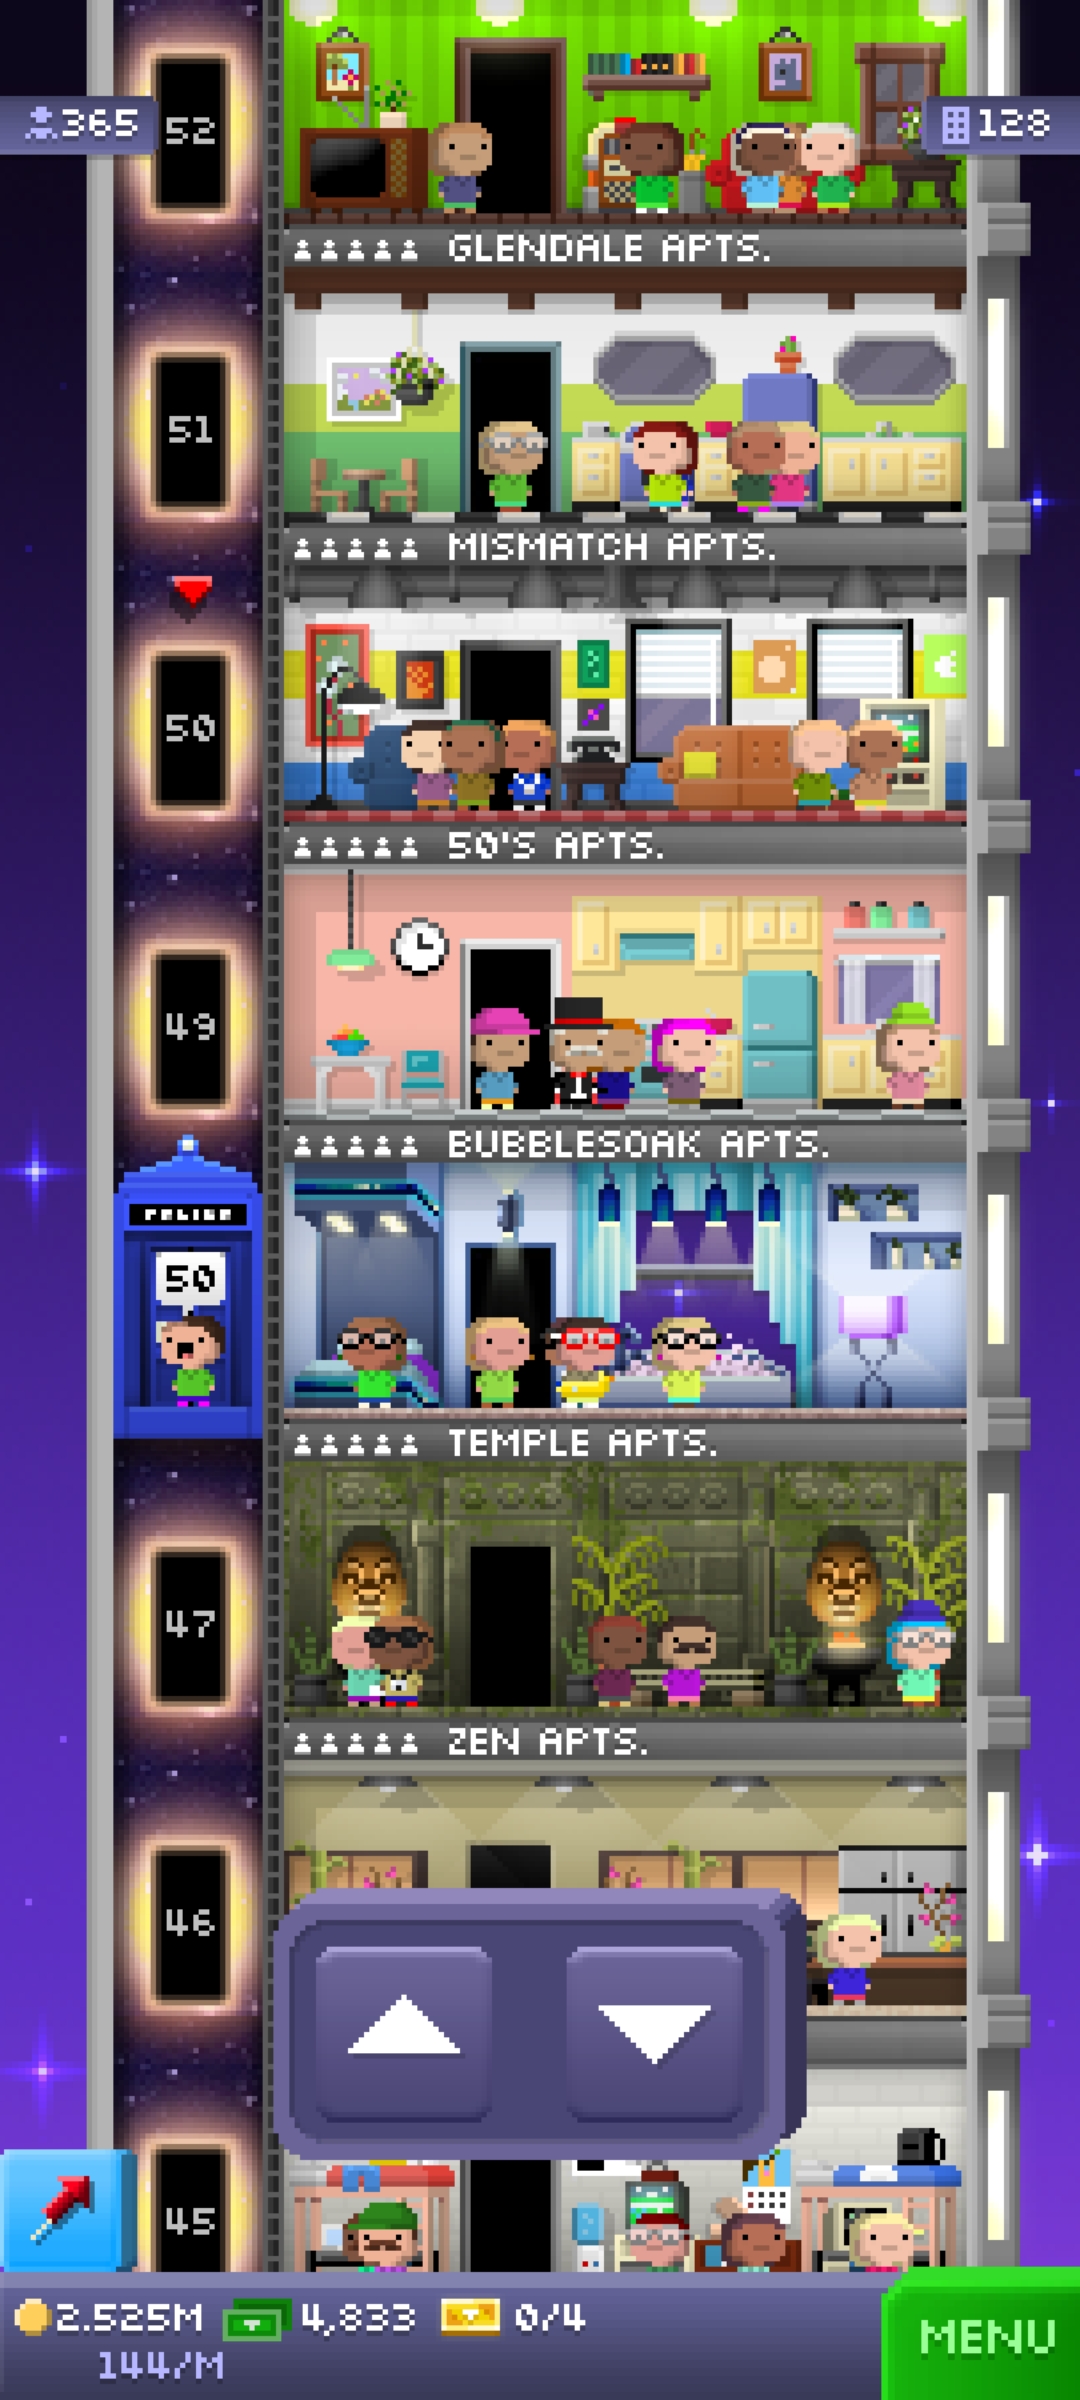 365
52
128
GLENDALE APTS.
51
MISMATCH APTS.
50
50'S APTS.
49
BUBBLESOAK APTS.
POLICE
50
TEMPLE APTS.
47
ZEN APTS.
46
45
2.525M 4,833 0/4
144/M
MENU